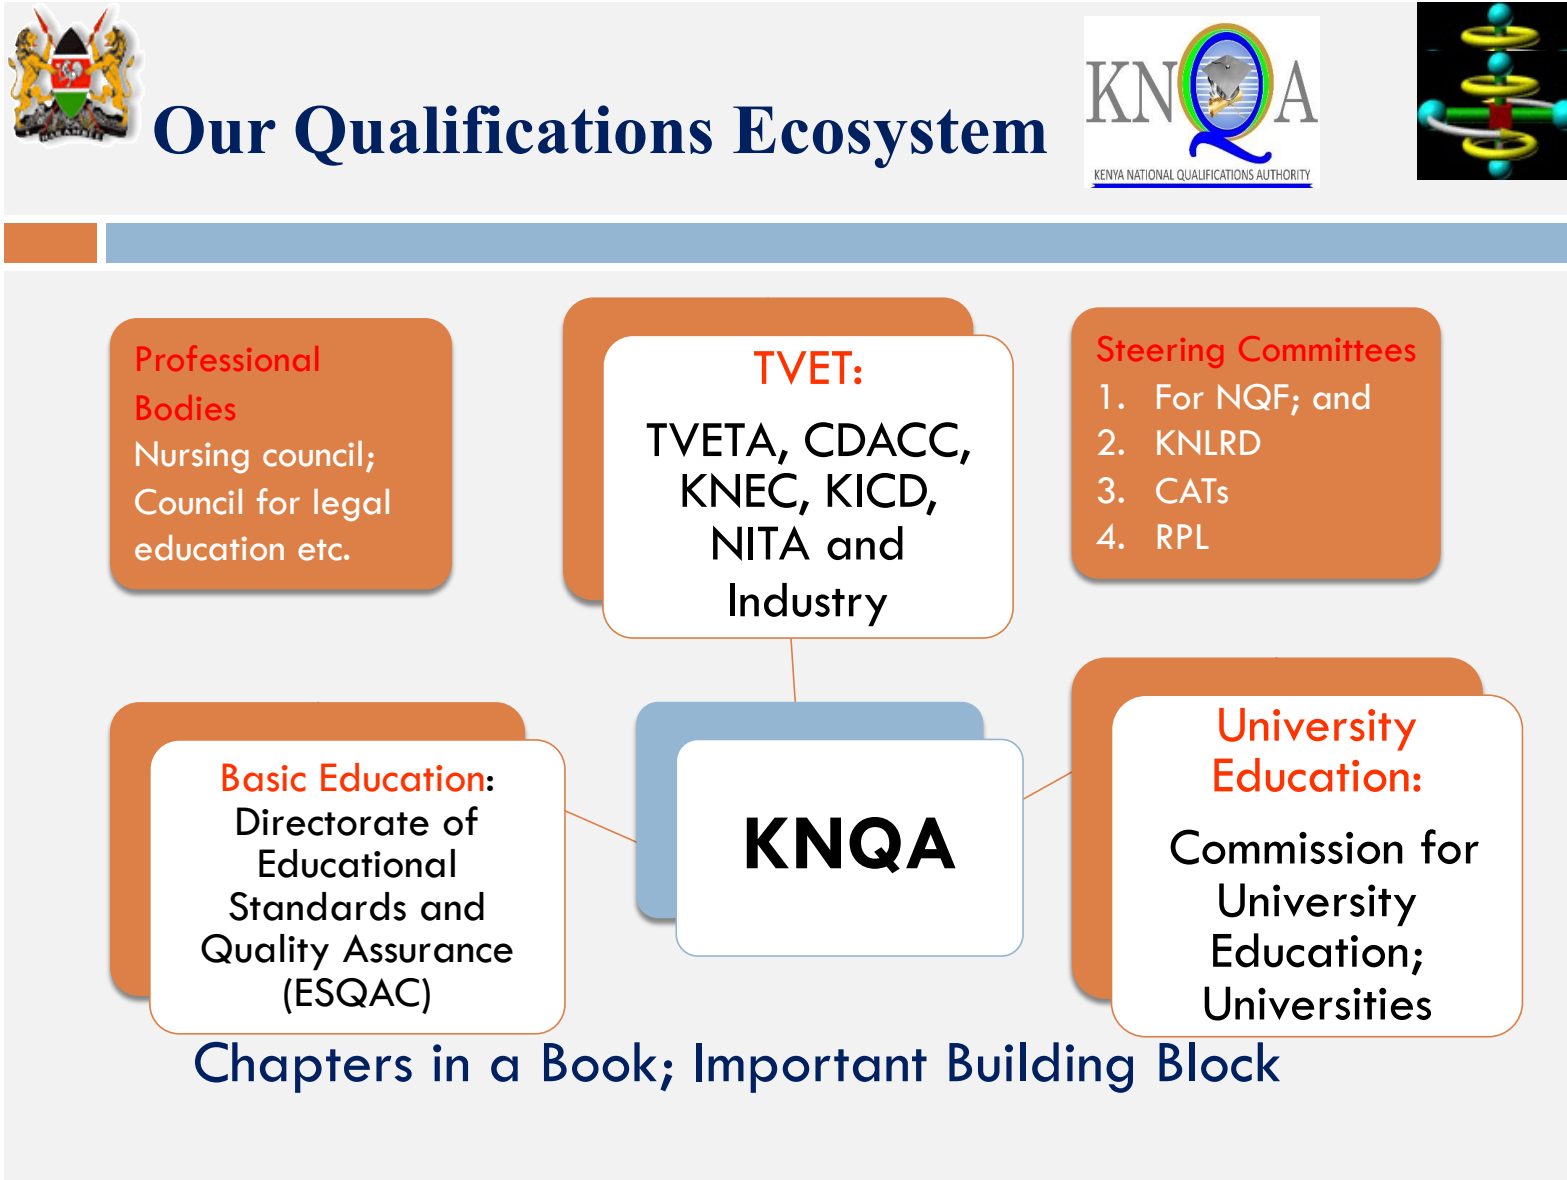 Our Qualifications Ecosystem
KNQA
KENYA NATIONAL QUALIFICATIONS AUTHORITY
Professional
Bodies
Nursing council;
Council for legal
education etc.
TVET:
TVETA, CDACC,
KNEC, KICD,
NITA and
Industry
Steering Committees
1. For NQF; and
2. KNLRD
3. CATs
4. RPL
Basic Education:
Directorate of
Educational
Standards and
Quality Assurance
(ESQAC)
KNQA
University
Education:
Commission for
University
Education;
Universities
Chapters in a Book; Important Building Block